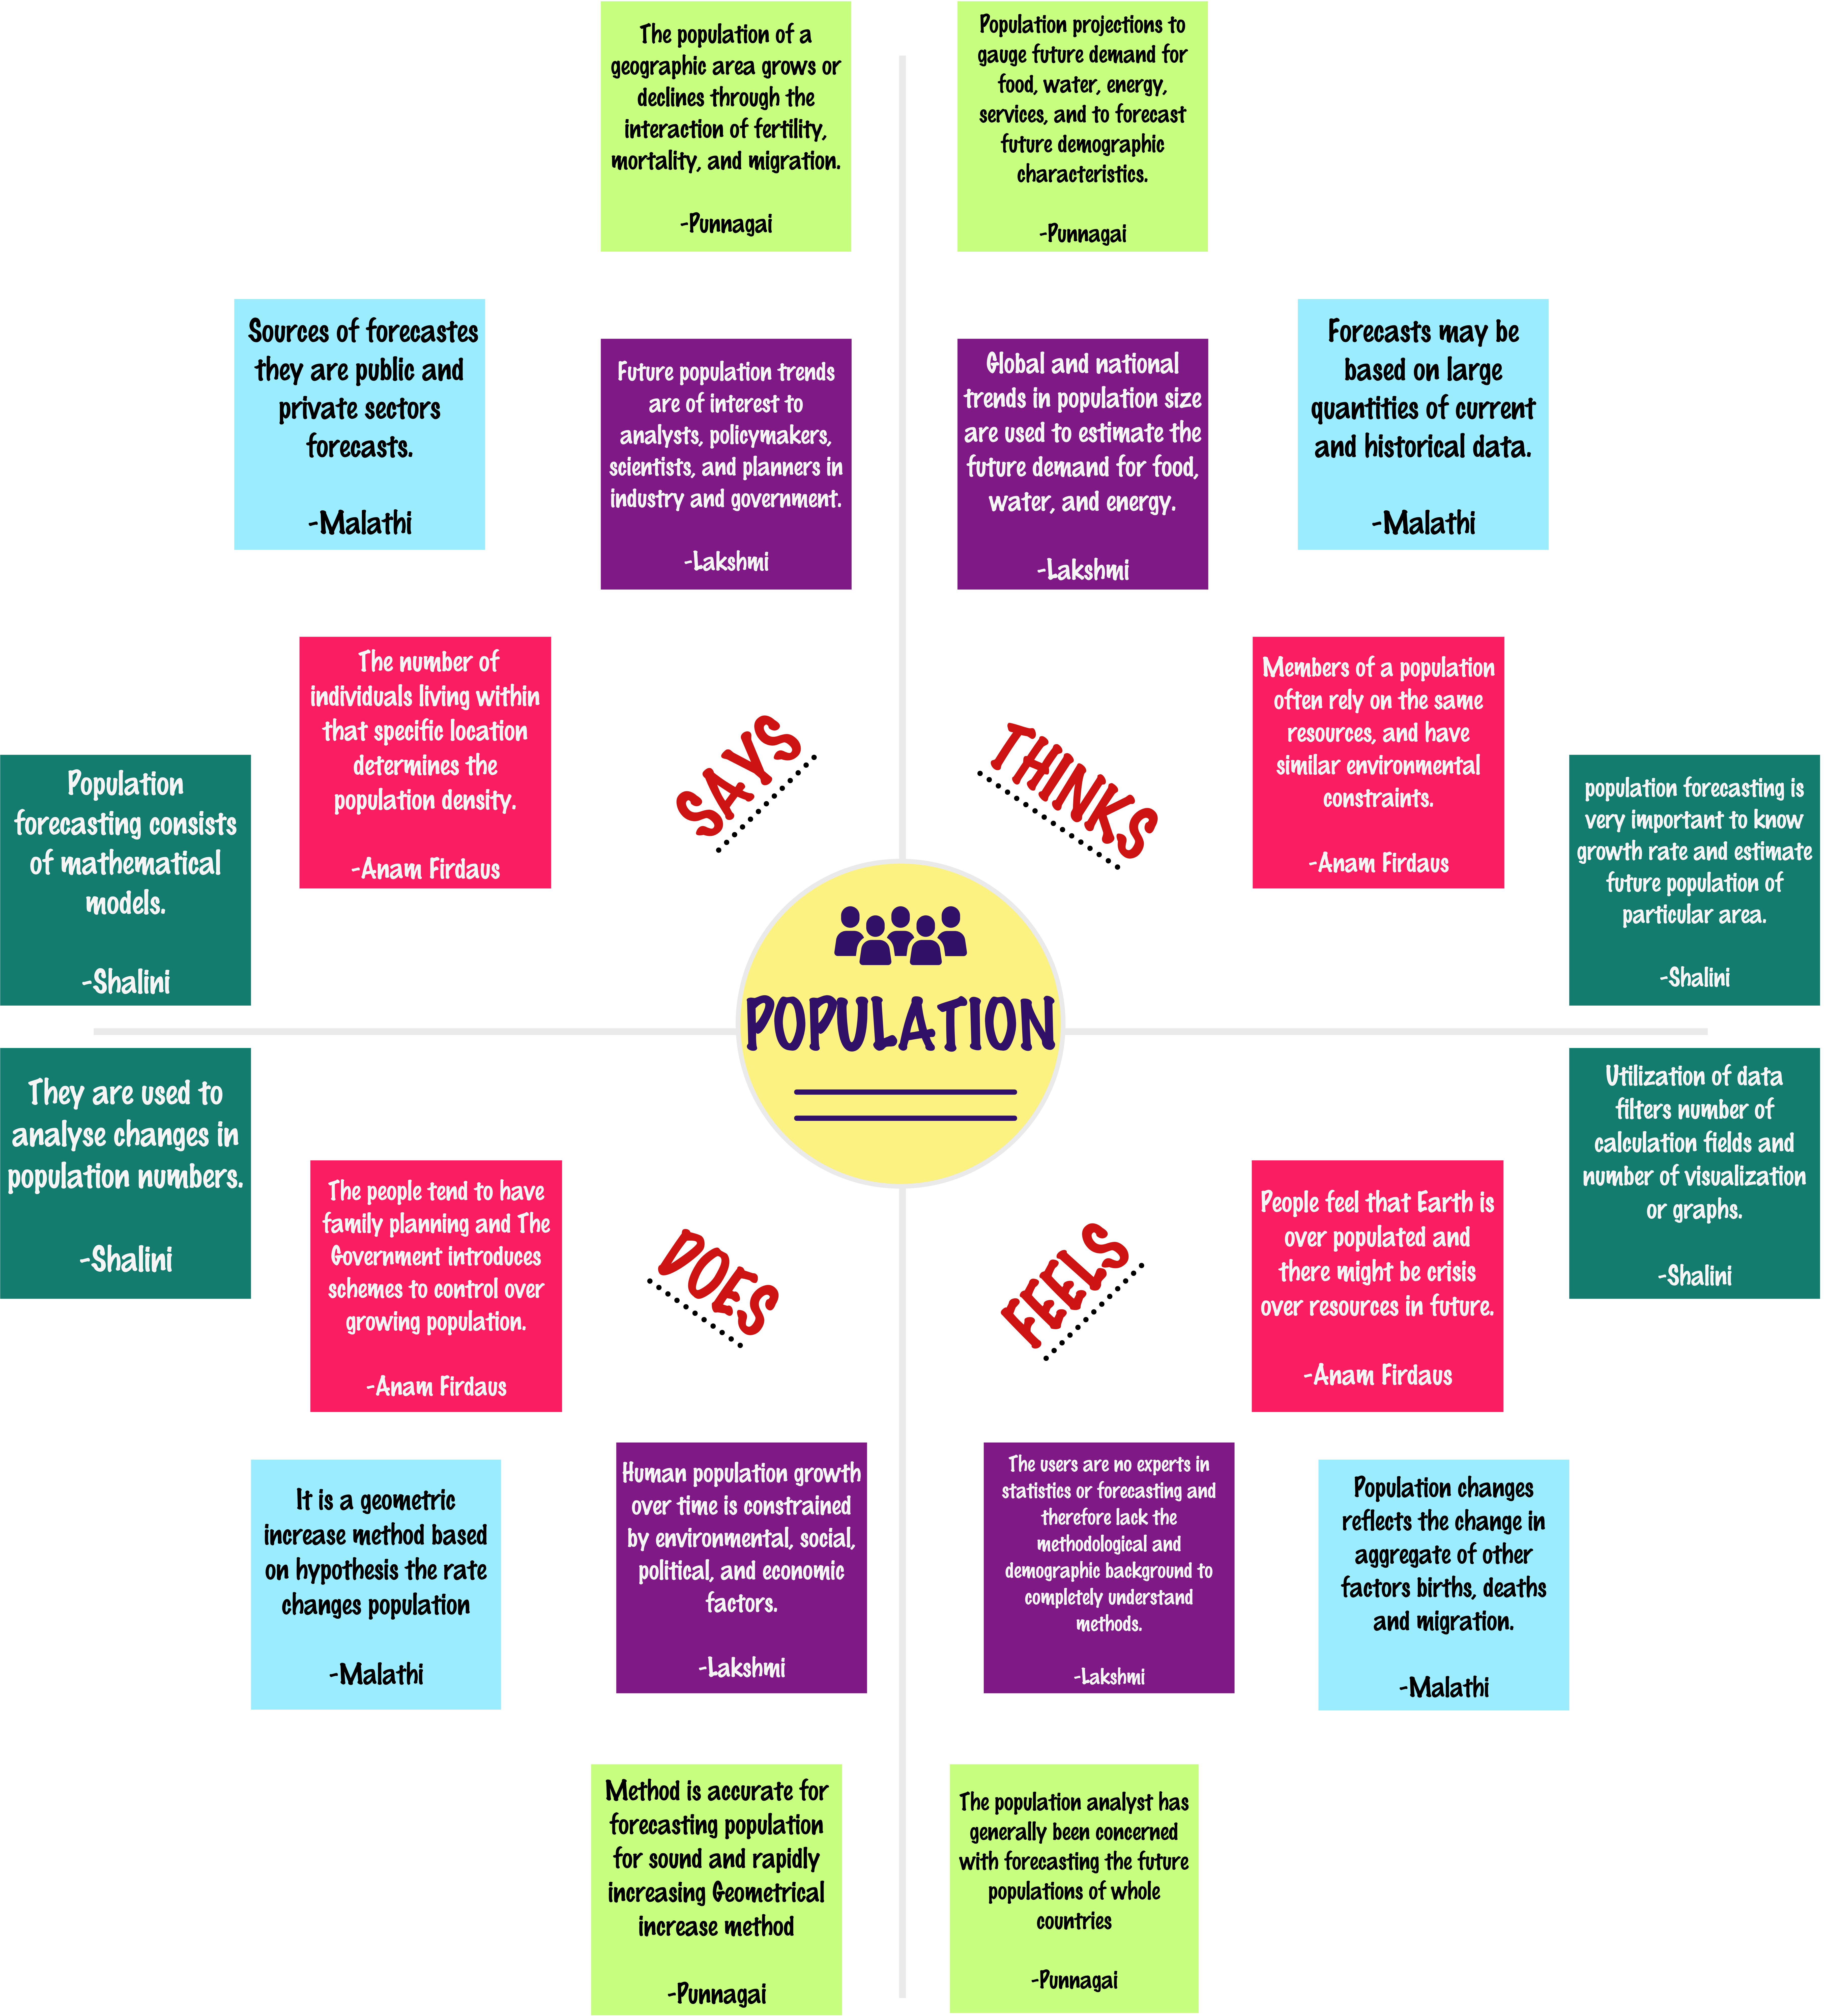 The population of a
geographic area grows or
declines through the
interaction of fertility,
mortality, and migration.
-Punnagai
Population projections to
gauge future demand for
food, water, energy,
services, and to forecast
future demographic
characteristics.
-Punnagai
Sources of forecastes
they are public and
private sectors
forecasts.
-Malathi
Future population trends
are of interest to
analysts, policymakers,
scientists, and planners in
industry and government.
-Lakshmi
Global and national
trends in population size
are used to estimate the
future demand for food,
water, and energy.
-Lakshmi
Forecasts may be
based on large
quantities of current
and historical data.
-Malathi
The number of
individuals living within
that specific location
determines the
population density.
-Anam Firdaus
SAYS
THINKS
Members of a population
often rely on the same
resources, and have
similar environmental
constraints.
-Anam Firdaus
Population
forecasting consists
of mathematical
models.
-Shalini
population forecasting is
very important to know
growth rate and estimate
future population of
particular area.
-Shalini
POPULATION
They are used to
analyse changes in
population numbers.
-Shalini
The people tend to have
family planning and The
Government introduces
schemes to control over
growing population.
-Anam Firdaus
DOES
FEELS
People feel that Earth is
over populated and
there might be crisis
over resources in future.
-Anam Firdaus
Utilization of data
filters number of
calculation fields and
number of visualization
or graphs.
-Shalini
It is a geometric
increase method based
on hypothesis the rate
changes population
-Malathi
Human population growth
over time is constrained
by environmental, social,
political, and economic
factors.
-Lakshmi
The users are no experts in
statistics or forecasting and
therefore lack the
methodological and
demographic background to
completely understand
methods.
-Lakshmi
Population changes
reflects the change in
aggregate of other
factors births, deaths
and migration.
-Malathi
Method is accurate for
forecasting population
for sound and rapidly
increasing Geometrical
increase method
-Punnagai
The population analyst has
generally been concerned
with forecasting the future
populations of whole
countries
-Punnagai